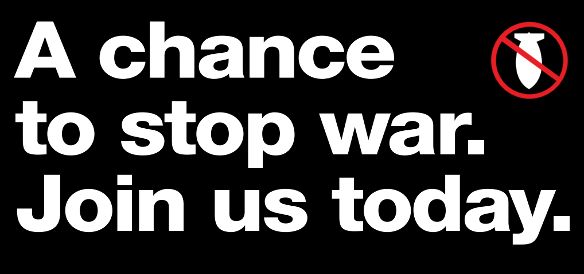 A chance
to stop war.
Join us today.